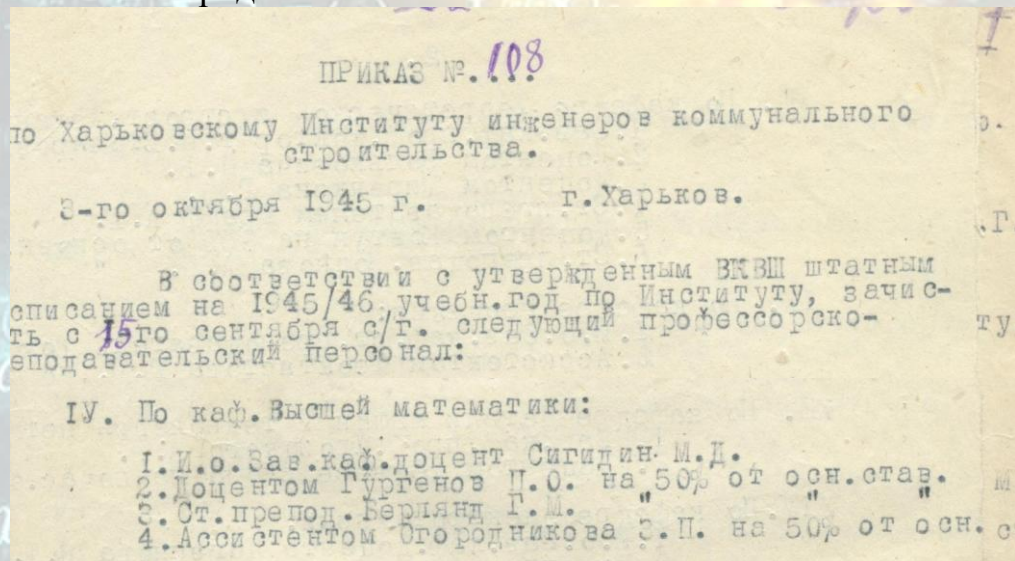 ПРИКАЗ №.108..
по Харьковскому Институту инженеров коммунального
строительства.
3-го октября 1945 г. г.Харьков.
В соответствии с утвержденным ВКВШ штатным
списанием на 1945/46 учебн.год по Институту, зачис-
ть с 15го сентября с/г. следующий профессорско-
еподавательский персонал:
IУ. По каф.Высшей математики:
1.И.о.Зав.каф.доцент Сигидин М.Д.
2.Доцентом Гургенов П.О. на 50% от осн.став.
3.Ст.препод.Берлянд Г.М. " " "
4.Ассистентом Огородникова З.П. на 50% от осн.с